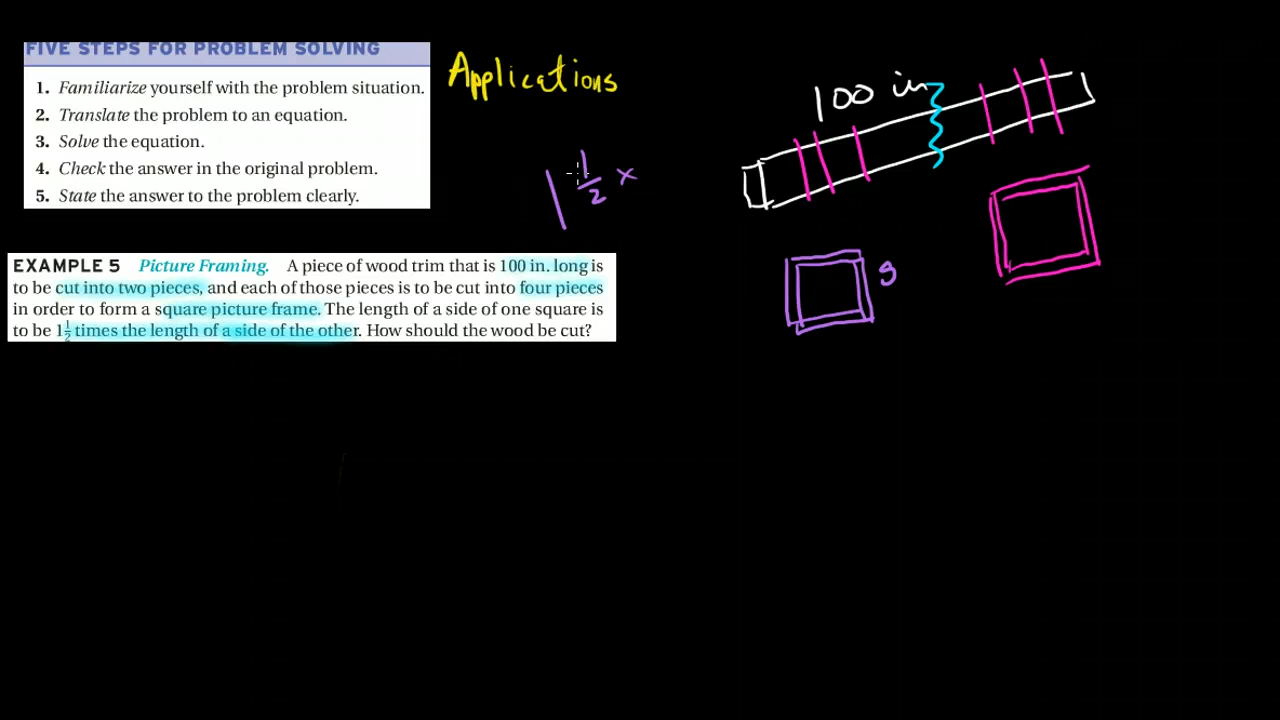 FIVE STEPS FOR PROBLEM SOLVING
1. Familiarize yourself with the problem situation.
2. Translate the problem to an equation.
3. Solve the equation.
4. Check the answer in the original problem.
5. State the answer to the problem clearly.
Applications
100 in
1 1/2 x
s
EXAMPLE 5 Picture Framing. A piece of wood trim that is 100 in. long is
to be cut into two pieces, and each of those pieces is to be cut into four pieces
in order to form a square picture frame. The length of a side of one square is
to be 1 1/2 times the length of a side of the other. How should the wood be cut?